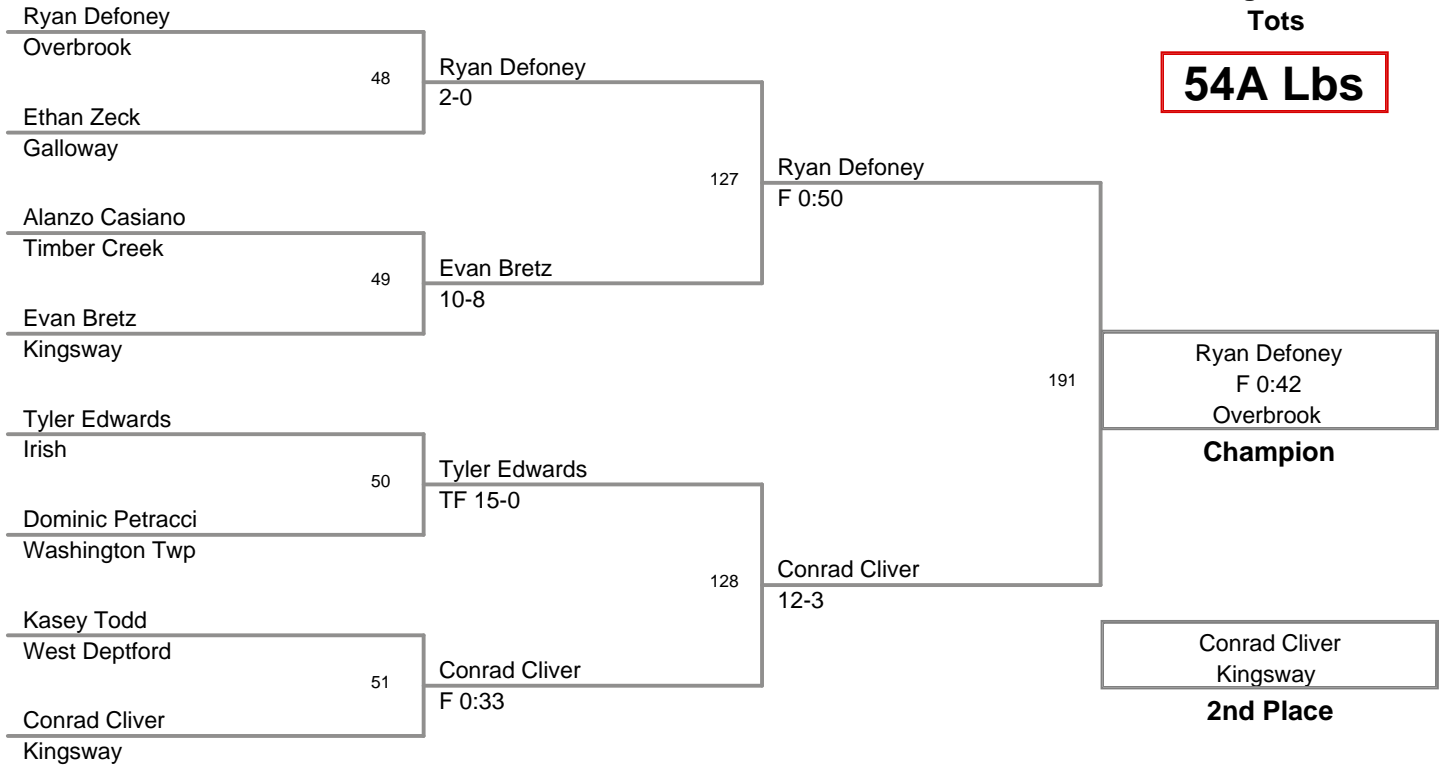 Tots
54A Lbs
Ryan Defoney
Overbrook
48
Ethan Zeck
Galloway
Ryan Defoney
2-0
Alanzo Casiano
Timber Creek
49
Evan Bretz
Kingsway
Evan Bretz
10-8
127
Ryan Defoney
F 0:50
Tyler Edwards
Irish
50
Dominic Petracci
Washington Twp
Tyler Edwards
TF 15-0
Kasey Todd
West Deptford
51
Conrad Cliver
Kingsway
Conrad Cliver
F 0:33
128
Conrad Cliver
12-3
191
Ryan Defoney
F 0:42
Overbrook
Champion
Conrad Cliver
Kingsway
2nd Place